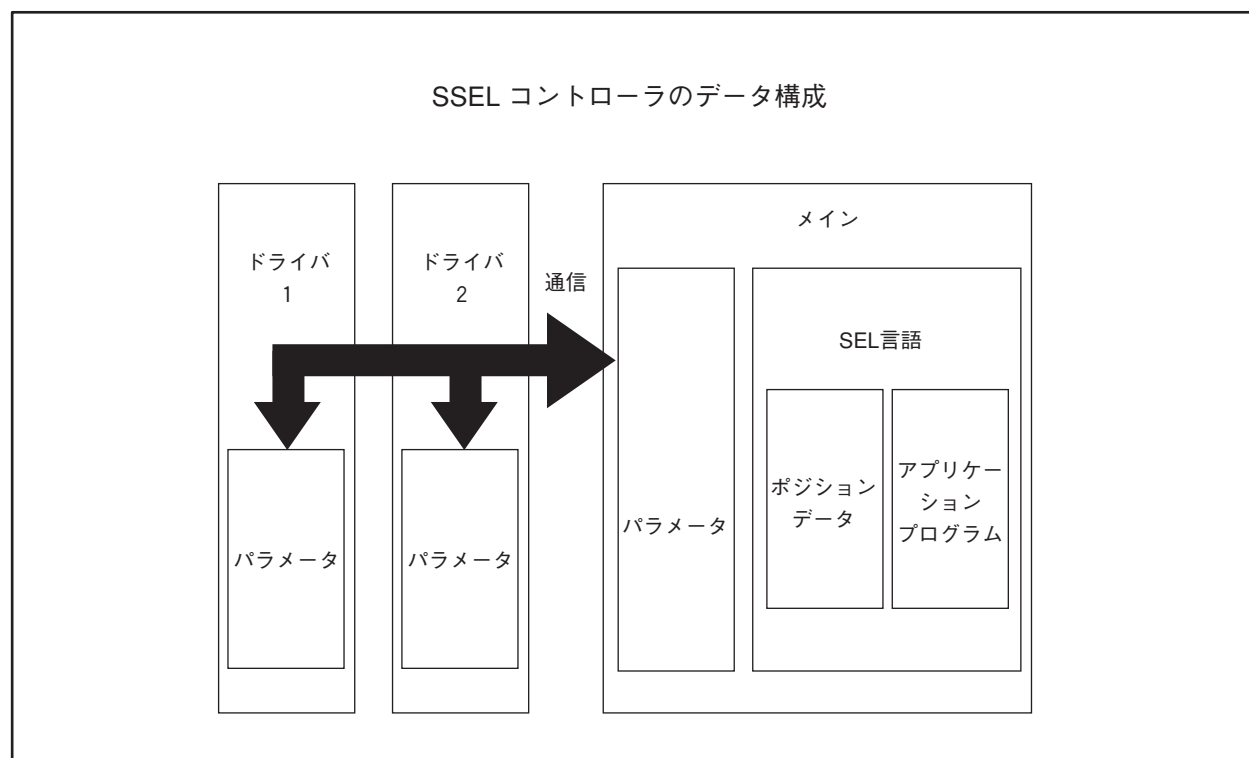 SSEL コントローラのデータ構成
ドライバ
1
パラメータ
ドライバ
2
パラメータ
通信
メイン
パラメータ
SEL言語
ポジション
データ
アプリケー
ション
プログラム